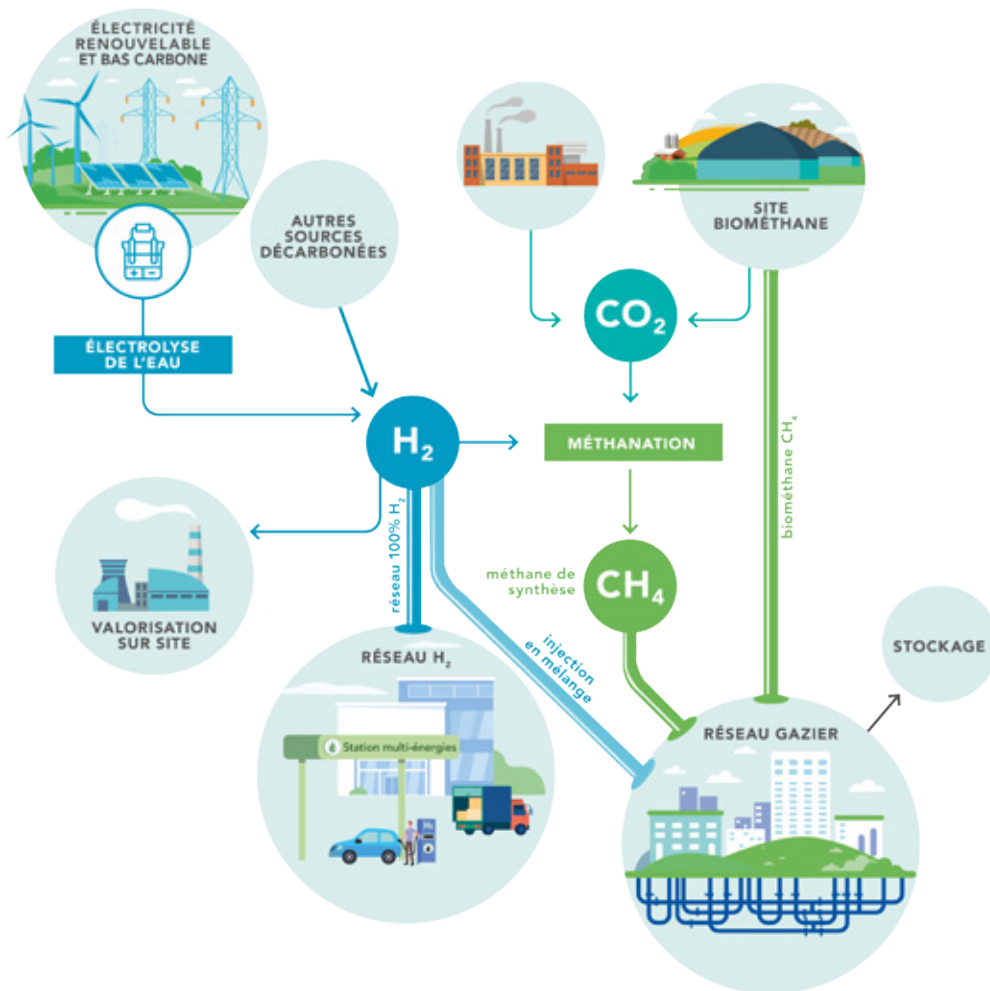 ÉLECTRICITÉ
RENOUVELABLE
ET BAS CARBONE
+ -
AUTRES
SOURCES
DÉCARBONÉES
SITE
BIOMÉTHANE
CO₂
ÉLECTROLYSE
DE L'EAU
H₂
MÉTHANATION
biométhane CH₄
réseau 100% H₂
méthane de
synthèse
CH₄
VALORISATION
SUR SITE
injection
en mélange
STOCKAGE
RÉSEAU H₂
Station multi-énergies
H₂
RÉSEAU GAZIER